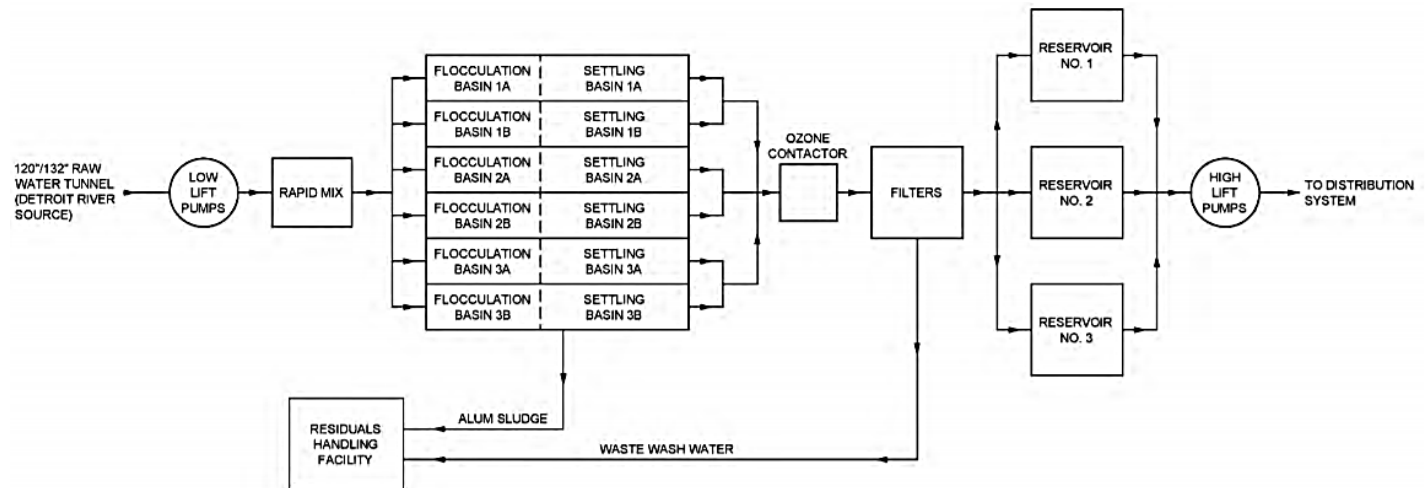 120"/132" RAW
WATER TUNNEL
(DETROIT RIVER
SOURCE)
LOW
LIFT
PUMPS
RAPID MIX
FLOCCULATION
BASIN 1A
SETTLING
BASIN 1A
FLOCCULATION
BASIN 1B
SETTLING
BASIN 1B
FLOCCULATION
BASIN 2A
SETTLING
BASIN 2A
FLOCCULATION
BASIN 2B
SETTLING
BASIN 2B
FLOCCULATION
BASIN 3A
SETTLING
BASIN 3A
FLOCCULATION
BASIN 3B
SETTLING
BASIN 3B
OZONE
CONTACTOR
FILTERS
RESERVOIR
NO. 1
RESERVOIR
NO. 2
RESERVOIR
NO. 3
HIGH
LIFT
PUMPS
TO DISTRIBUTION
SYSTEM
ALUM SLUDGE
WASTE WASH WATER
RESIDUALS
HANDLING
FACILITY